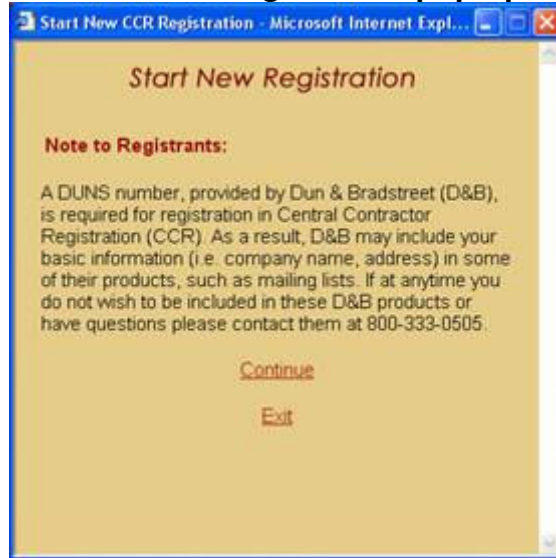 Start New CCR Registration - Microsoft Internet Expl...
Start New Registration
Note to Registrants:
A DUNS number, provided by Dun & Bradstreet (D&B),
is required for registration in Central Contractor
Registration (CCR). As a result, D&B may include your
basic information (i.e. company name, address) in some
of their products, such as mailing lists. If at anytime you
do not wish to be included in these D&B products or
have questions please contact them at 800-333-0505.
Continue
Exit